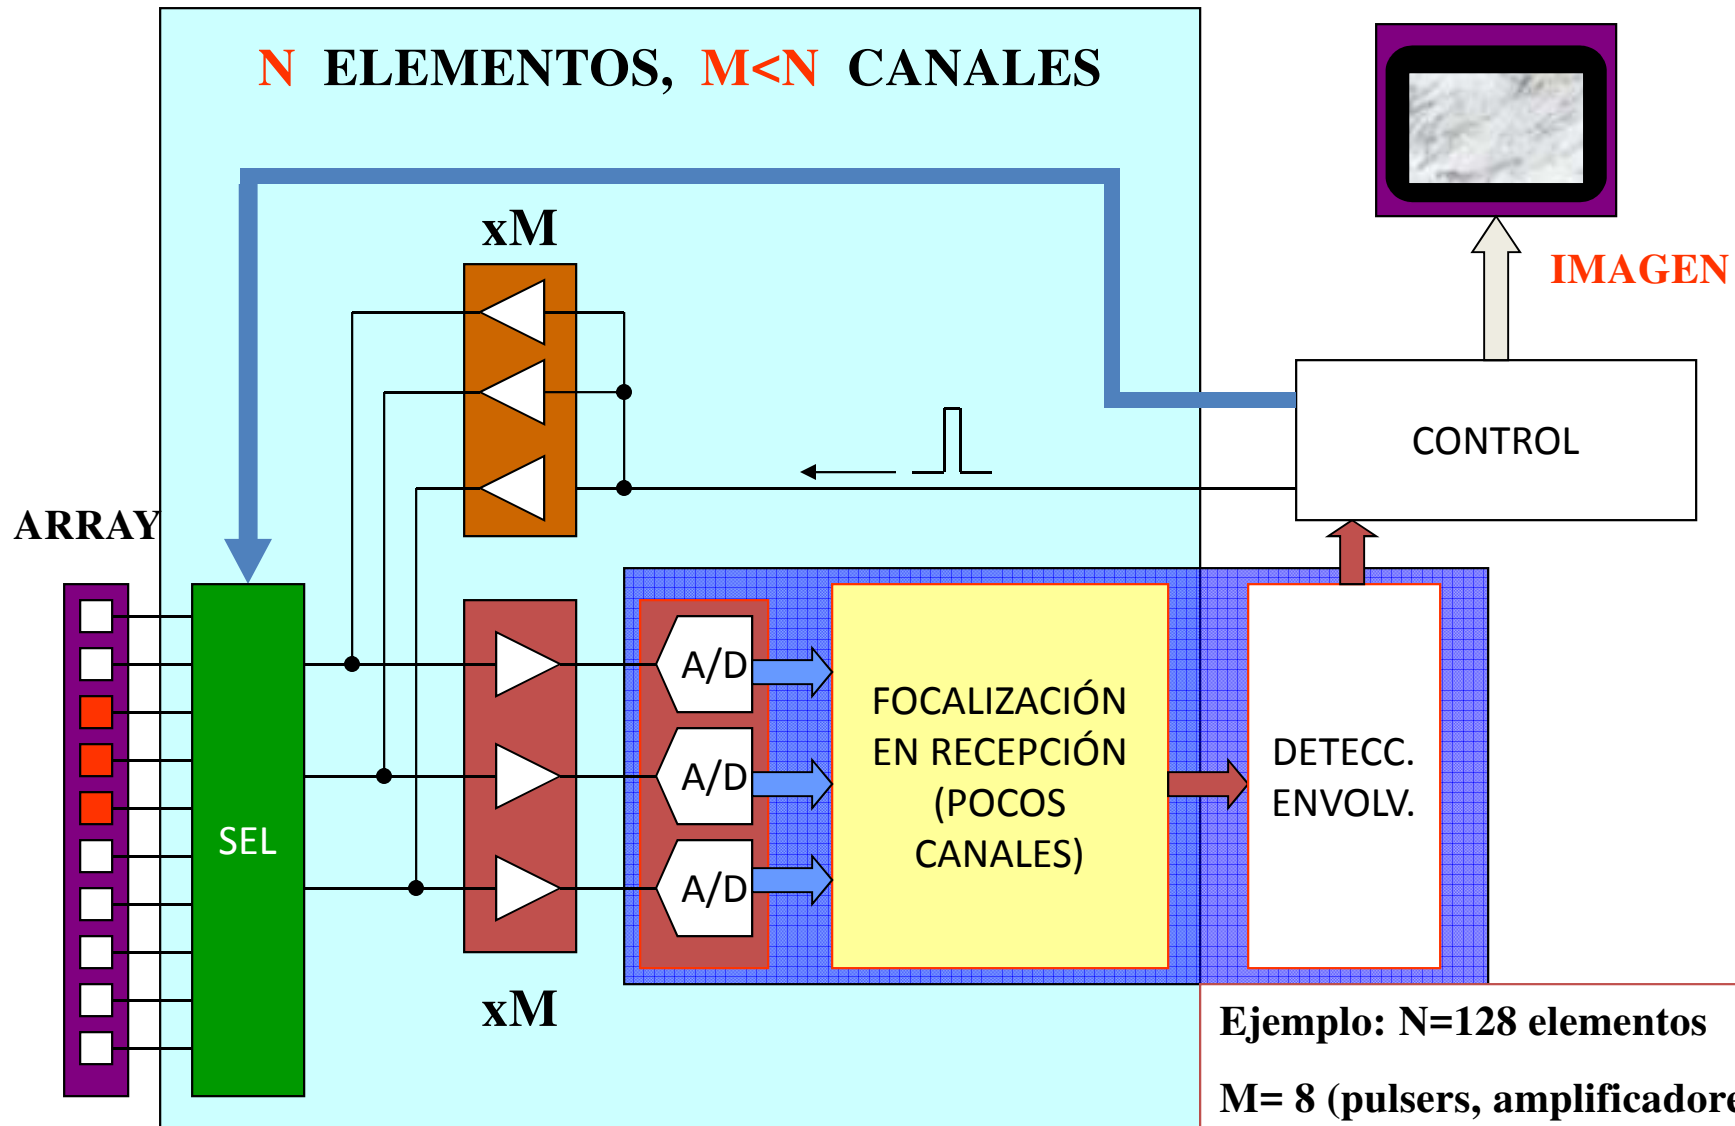 N ELEMENTOS, M<N CANALES
xM
IMAGEN
CONTROL
ARRAY
SEL
A/D
A/D
A/D
FOCALIZACIÓN
EN RECEPCIÓN
(POCOS
CANALES)
DETECC.
ENVOLV.
xM
Ejemplo: N=128 elementos
M= 8 (pulsers, amplificadore